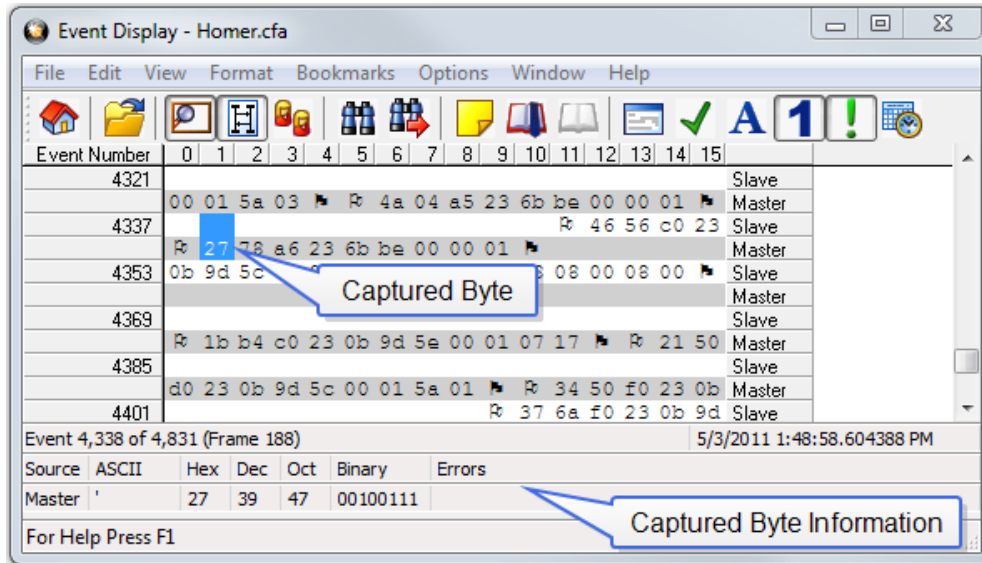 Event Display - Homer.cfa
File Edit View Format Bookmarks Options Window Help
Event Number 0 1 2 3 4 5 6 7 8 9 10 11 12 13 14 15
4321 Slave
00 01 5a 03 4a 04 a5 23 6b be 00 00 01 Master
4337 46 56 c0 23 Slave
27 78 a6 23 6b be 00 00 01 Master
4353 0b 9d 5c 08 00 08 00 Slave
Captured Byte
Master
4369 Slave
1b b4 c0 23 0b 9d 5e 00 01 07 17 21 50 Master
4385 Slave
d0 23 0b 9d 5c 00 01 5a 01 34 50 f0 23 0b Master
4401 37 6a f0 23 0b 9d Slave
Event 4,338 of 4,831 (Frame 188) 5/3/2011 1:48:58.604388 PM
Source ASCII Hex Dec Oct Binary Errors
Master ' 27 39 47 00100111
Captured Byte Information
For Help Press F1